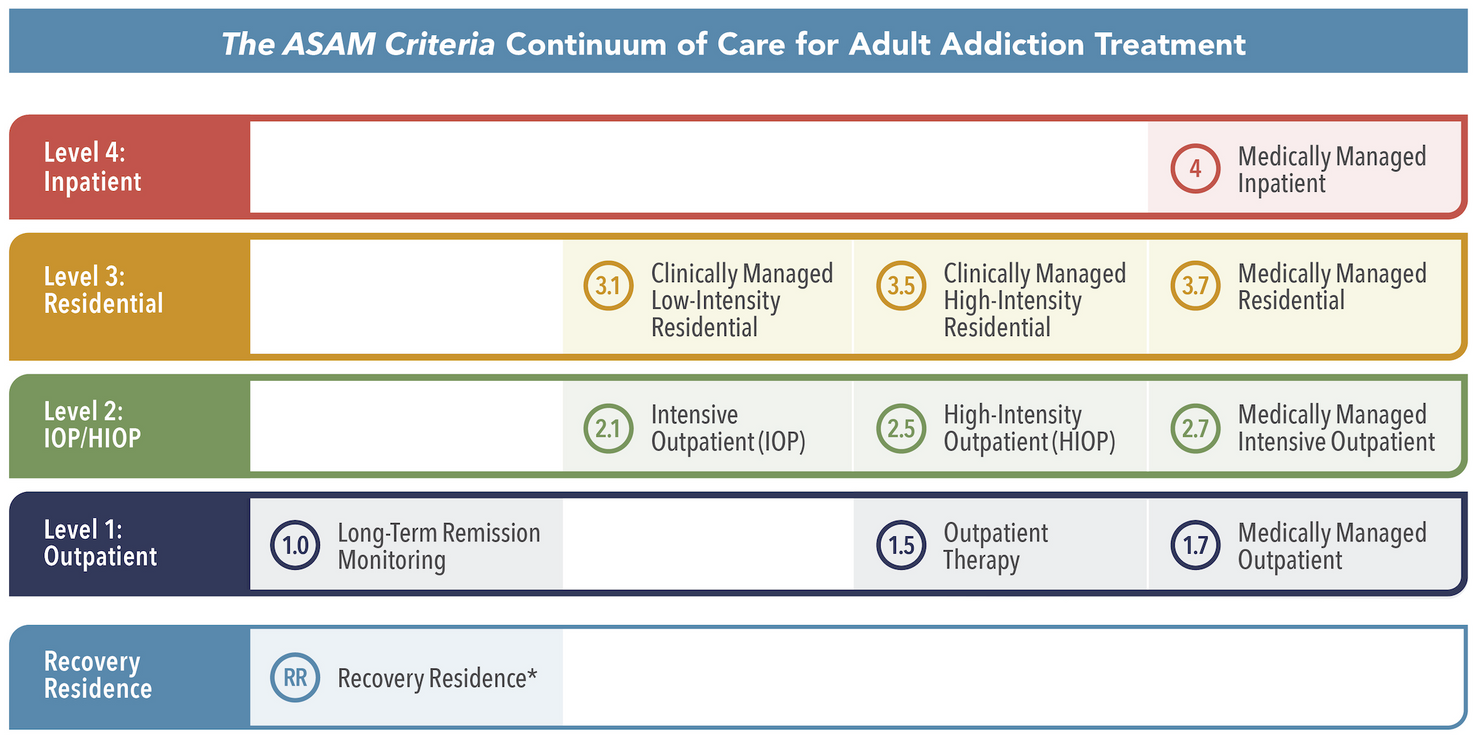 The ASAM Criteria Continuum of Care for Adult Addiction Treatment
Level 4:
Inpatient
4
Medically Managed
Inpatient
Level 3:
Residential
3.1
Clinically Managed
Low-Intensity
Residential
3.5
Clinically Managed
High-Intensity
Residential
3.7
Medically Managed
Residential
Level 2:
IOP/HIOP
2.1
Intensive
Outpatient (IOP)
2.5
High-Intensity
Outpatient (HIOP)
2.7
Medically Managed
Intensive Outpatient
Level 1:
Outpatient
1.0
Long-Term Remission
Monitoring
1.5
Outpatient
Therapy
1.7
Medically Managed
Outpatient
Recovery
Residence
RR
Recovery Residence*